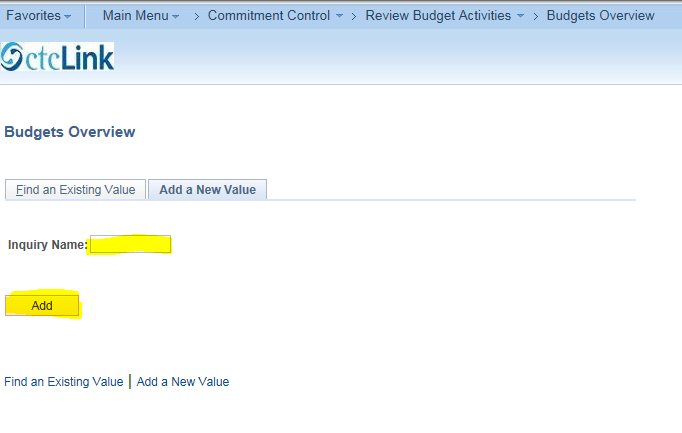 Favorites Main Menu > Commitment Control > Review Budget Activities > Budgets Overview
ctcLink
Budgets Overview
Find an Existing Value Add a New Value
Inquiry Name:
Add
Find an Existing Value | Add a New Value